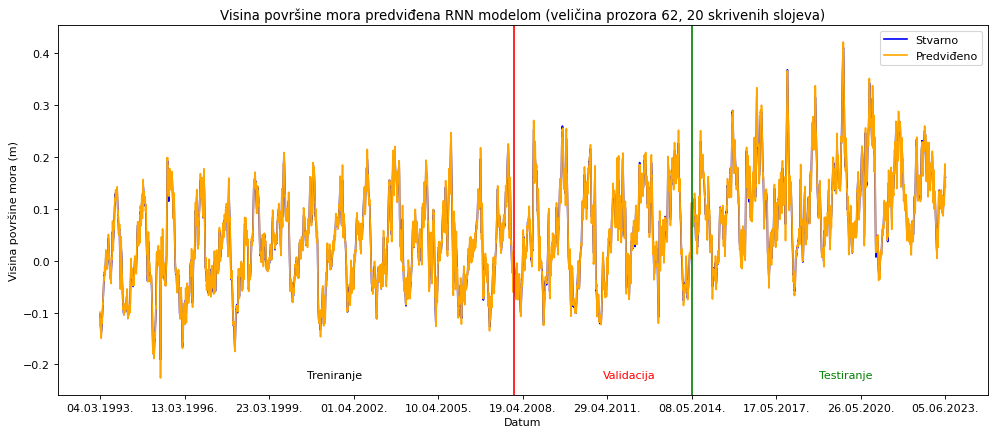 Visina površine mora predviđena RNN modelom (veličina prozora 62, 20 skrivenih slojeva)
Stvarno
Predviđeno
0.4
0.3
0.2
0.1
0.0
−0.1
−0.2
Visina površine mora (m)
Treniranje
Validacija
Testiranje
04.03.1993.
13.03.1996.
23.03.1999.
01.04.2002.
10.04.2005.
19.04.2008.
29.04.2011.
08.05.2014.
17.05.2017.
26.05.2020.
05.06.2023.
Datum